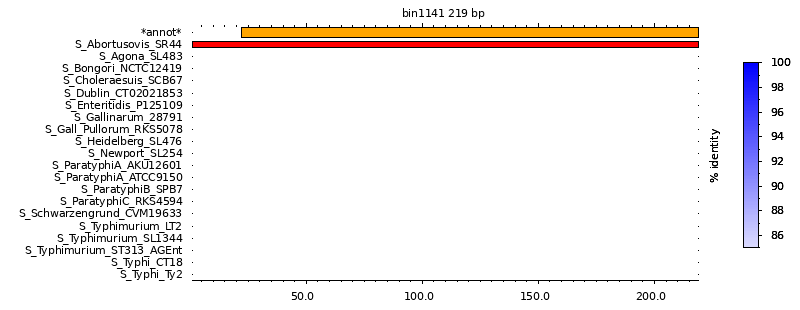 bin1141 219 bp
*annot*
S_Abortusovis_SR44
S_Agona_SL483
S_Bongori_NCTC12419
S_Choleraesuis_SCB67
S_Dublin_CT02021853
S_Enteritidis_P125109
S_Gallinarum_28791
S_Gall_Pullorum_RKS5078
S_Heidelberg_SL476
S_Newport_SL254
S_ParatyphiA_AKU12601
S_ParatyphiA_ATCC9150
S_ParatyphiB_SPB7
S_ParatyphiC_RKS4594
S_Schwarzengrund_CVM19633
S_Typhimurium_LT2
S_Typhimurium_SL1344
S_Typhimurium_ST313_AGEnt
S_Typhi_CT18
S_Typhi_Ty2
50.0 100.0 150.0 200.0
% identity
100
98
96
94
92
90
88
86